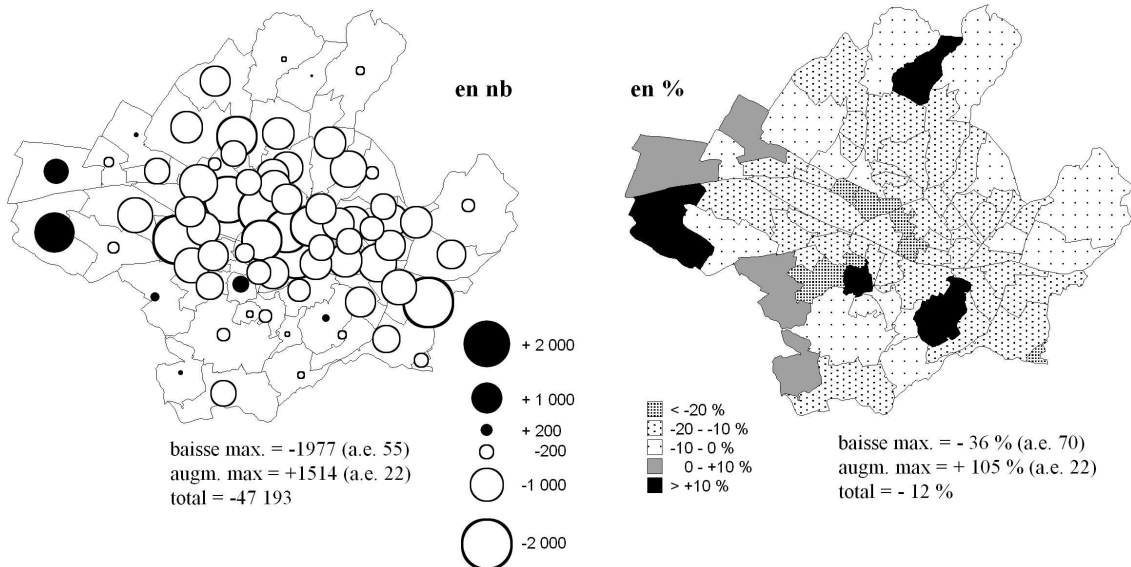 en nb
+ 2 000
+ 1 000
+ 200
-200
-1 000
-2 000
baisse max. = -1977 (a.e. 55)
augm. max = +1514 (a.e. 22)
total = -47 193
en %
< -20 %
-20 - -10 %
-10 - 0 %
0 - +10 %
> +10 %
baisse max. = - 36 % (a.e. 70)
augm. max = + 105 % (a.e. 22)
total = - 12 %